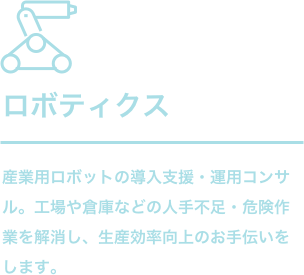 ロボティクス
産業用ロボットの導入支援・運用コンサ
ル。工場や倉庫などの人手不足・危険作
業を解消し、生産効率向上のお手伝いを
します。